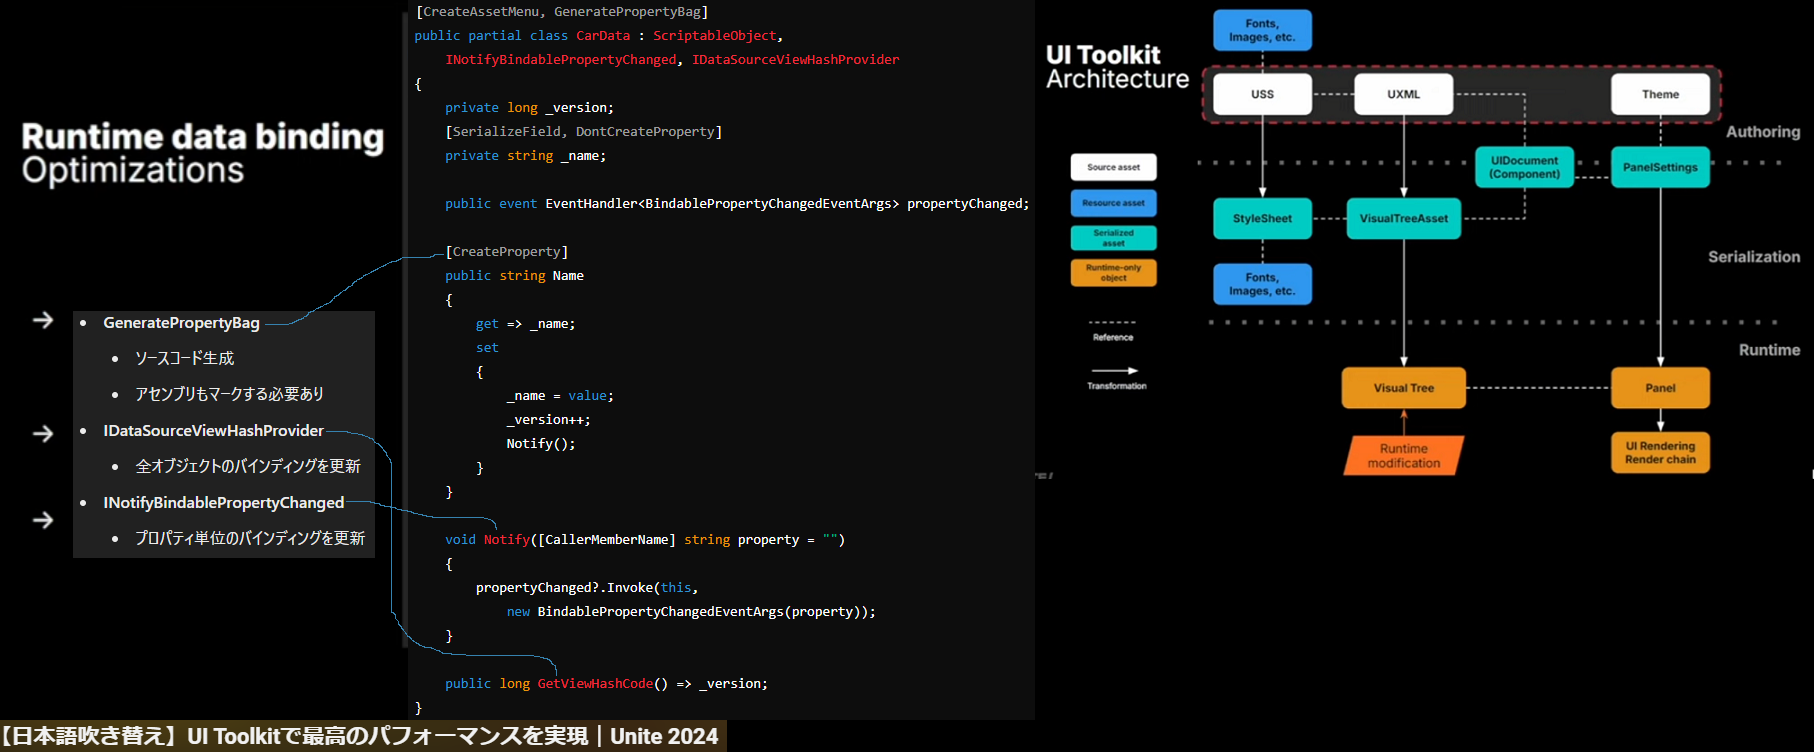 Runtime data binding
Optimizations
GeneratePropertyBag
ソースコード生成
アセンブリもマークする必要あり
IDataSourceViewHashProvider
全オブジェクトのバインディングを更新
INotifyBindablePropertyChanged
プロパティ単位のバインディングを更新
[CreateAssetMenu, GeneratePropertyBag]
public partial class CarData : ScriptableObject,
INotifyBindablePropertyChanged, IDataSourceViewHashProvider
{
private long _version;
[SerializeField, DontCreateProperty]
private string _name;
public event EventHandler<BindablePropertyChangedEventArgs> propertyChanged;
[CreateProperty]
public string Name
{
get => _name;
set
{
_name = value;
_version++;
Notify();
}
}
void Notify([CallerMemberName] string property = "")
{
propertyChanged?.Invoke(this,
new BindablePropertyChangedEventArgs(property));
}
public long GetViewHashCode() => _version;
}
UI Toolkit
Architecture
Fonts,
Images, etc.
USS
UXML
Theme
Authoring
Source asset
Resource asset
Serialized
asset
Runtime-only
object
Reference
Transformation
UIDocument
(Component)
PanelSettings
StyleSheet
VisualTreeAsset
Serialization
Fonts,
Images, etc.
Runtime
Visual Tree
Panel
Runtime
modification
UI Rendering
Render chain
【日本語吹き替え】UI Toolkitで最高のパフォーマンスを実現｜Unite 2024